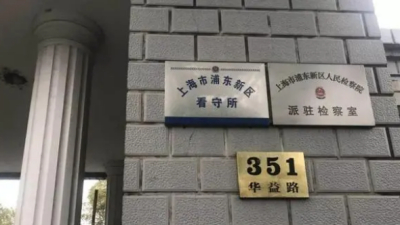 上海市浦东新区
看守所
上海市浦东新区人民检察院
派驻检察室
351
华益路